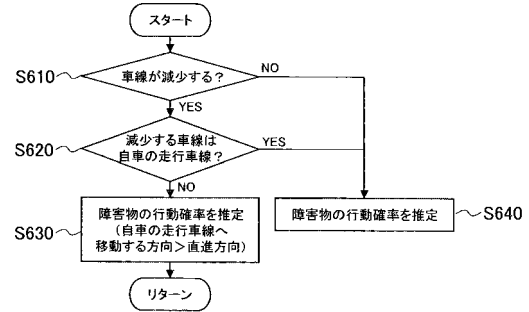 スタート
S610
車線が減少する？
NO
YES
S620
減少する車線は
自車の走行車線？
YES
NO
S630
障害物の行動確率を推定
（自車の走行車線へ
移動する方向＞直進方向）
障害物の行動確率を推定
S640
リターン